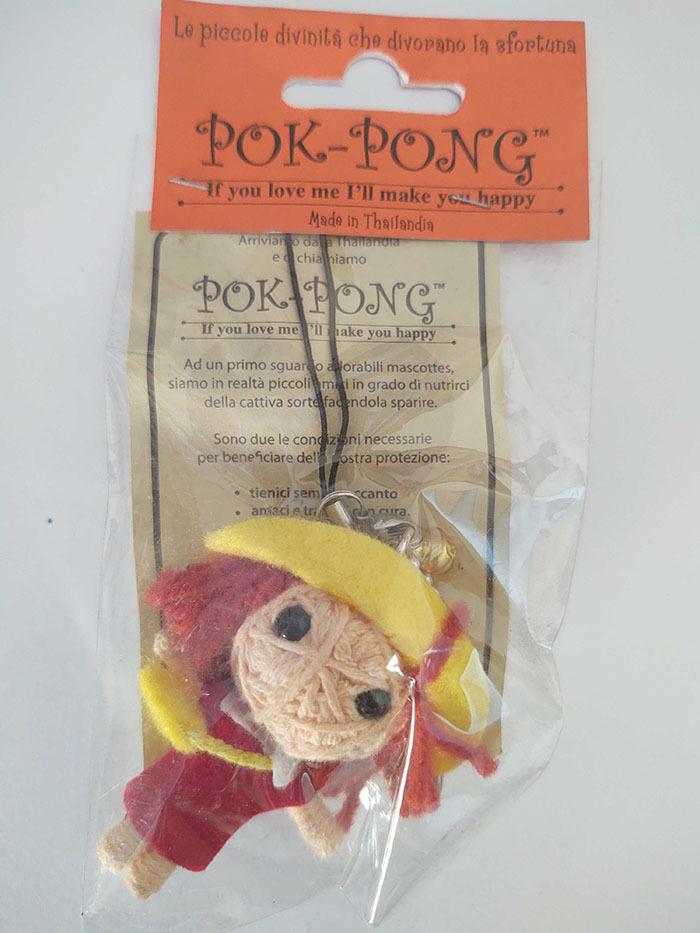 Le piccole divinitá che divorano la sfortuna
POK-PONG™
If you love me I'll make you happy
Made in Thailandia
Arriviamo dalla Thailandia
e ci chiamiamo
POK-PONG™
If you love me I'll make you happy
Ad un primo sguardo adorabili mascottes,
siamo in realtà piccoli amici in grado di nutrirci
della cattiva sorte facendola sparire.
Sono due le condizioni necessarie
per beneficiare della nostra protezione:
• tienici sempre accanto
• amaci e trattaci con cura.